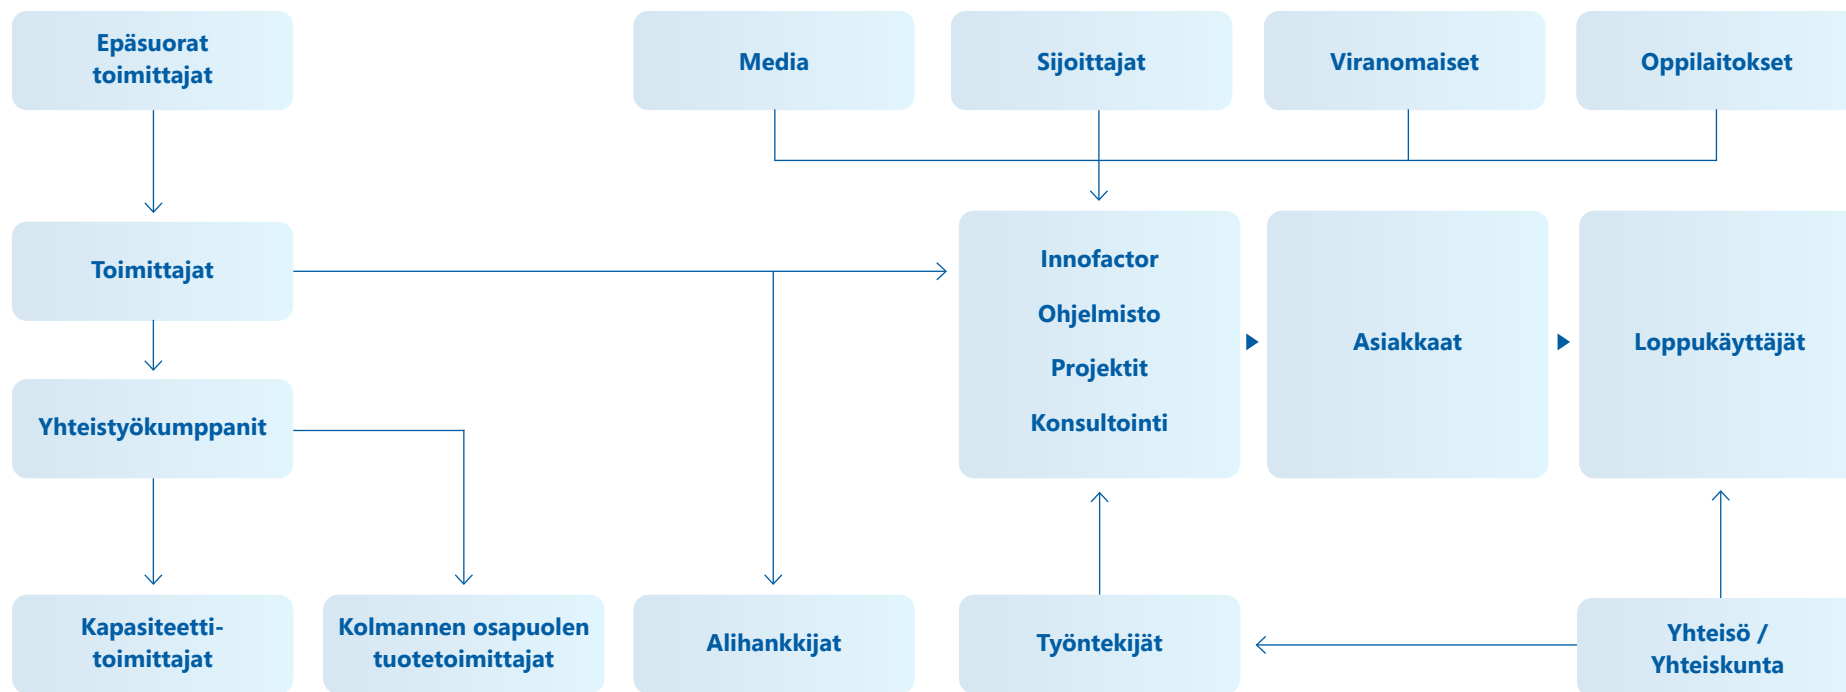 Epäsuorat
toimittajat
Media
Sijoittajat
Viranomaiset
Oppilaitokset
Toimittajat
Innofactor
Ohjelmisto
Projektit
Konsultointi
Asiakkaat
Loppukäyttäjät
Yhteistyökumppanit
Kapasiteetti-
toimittajat
Kolmannen osapuolen
tuotetoimittajat
Alihankkijat
Työntekijät
Yhteisö /
Yhteiskunta